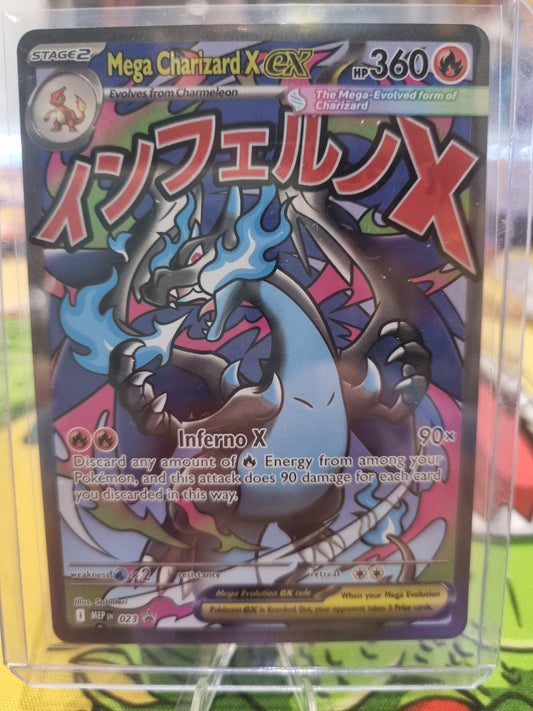 STAGE2
Mega Charizard X ex
HP360
Evolves from Charmeleon
The Mega-Evolved form of
Charizard
インフェルノX
Inferno X 90×
Discard any amount of Energy from among your
Pokémon, and this attack does 90 damage for each card
you discarded in this way.
weakness ×2 resistance retreat
Mega Evolution ex rule
When your Mega Evolution
Pokémon ex is Knocked Out, your opponent takes 3 Prize cards.
Illus. Saboteri
I MEP EN 023